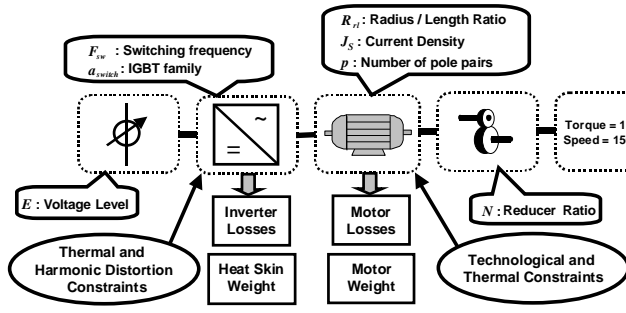 F_sw : Switching frequency
a_switch : IGBT family
R_rl : Radius / Length Ratio
J_S : Current Density
p : Number of pole pairs
~
=
Torque = 1
Speed = 15
E : Voltage Level
Inverter
Losses
Motor
Losses
N : Reducer Ratio
Thermal and
Harmonic Distortion
Constraints
Heat Skin
Weight
Motor
Weight
Technological and
Thermal Constraints